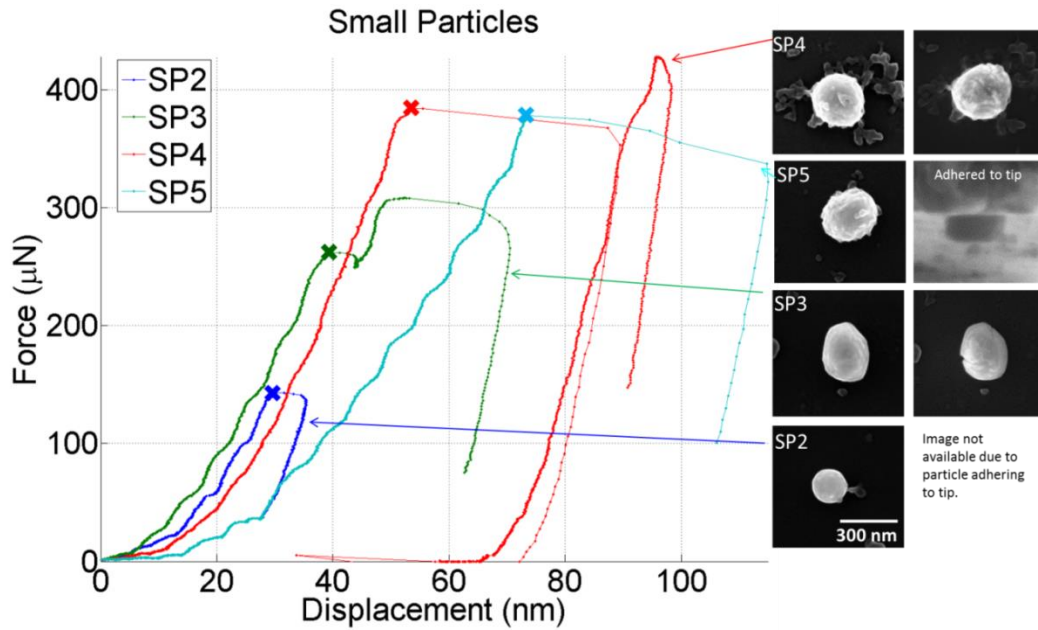 Small Particles
SP2
SP3
SP4
SP5
400
300
200
100
0
Force (μN)
0
20
40
60
80
100
Displacement (nm)
SP4
SP5
Adhered to tip
SP3
SP2
Image not
available due to
particle adhering
to tip.
300 nm